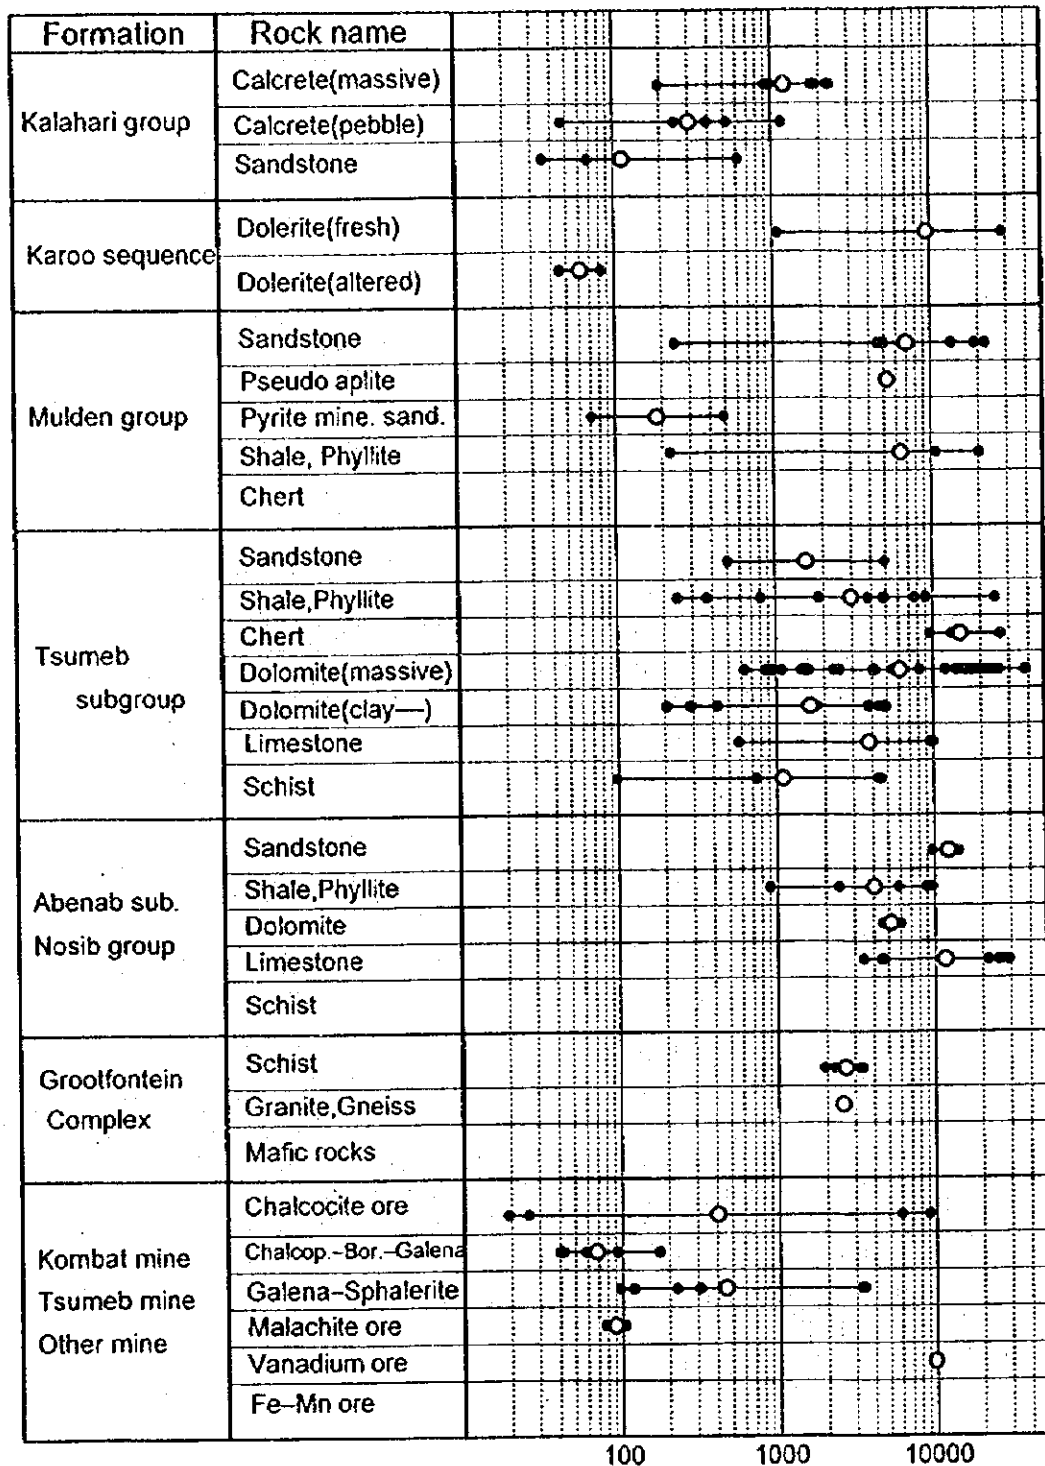 Formation Rock name
Kalahari group
Calcrete(massive)
Calcrete(pebble)
Sandstone
Karoo sequence
Dolerite(fresh)
Dolerite(altered)
Mulden group
Sandstone
Pseudo aplite
Pyrite mine. sand.
Shale, Phyllite
Chert
Tsumeb
subgroup
Sandstone
Shale,Phyllite
Chert
Dolomite(massive)
Dolomite(clay—)
Limestone
Schist
Abenab sub.
Nosib group
Sandstone
Shale,Phyllite
Dolomite
Limestone
Schist
Grootfontein
Complex
Schist
Granite,Gneiss
Mafic rocks
Kombat mine
Tsumeb mine
Other mine
Chalcocite ore
Chalcop.-Bor.-Galena
Galena-Sphalerite
Malachite ore
Vanadium ore
Fe-Mn ore
100 1000 10000